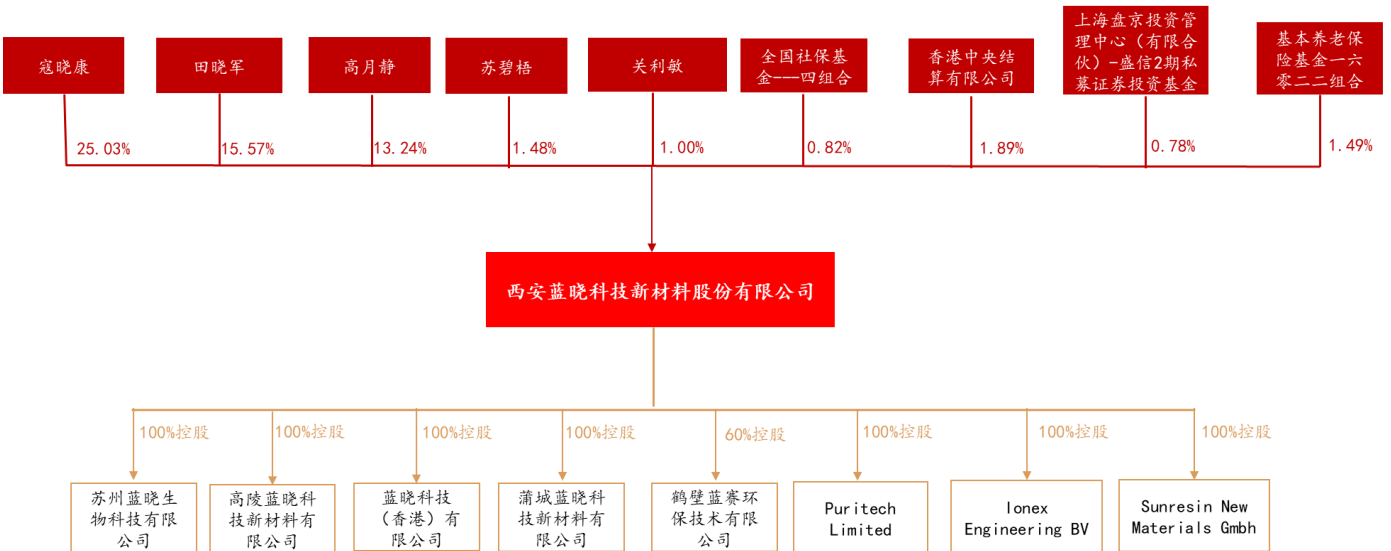 寇晓康
田晓军
高月静
苏碧梧
关利敏
全国社保基
金一一四组合
香港中央结
算有限公司
上海盘京投资管
理中心（有限合
伙）-盛信2期私
募证券投资基金
基本养老保
险基金一六
零二二组合
25.03%
15.57%
13.24%
1.48%
1.00%
0.82%
1.89%
0.78%
1.49%
西安蓝晓科技新材料股份有限公司
100%控股
100%控股
100%控股
100%控股
60%控股
100%控股
100%控股
100%控股
苏州蓝晓生
物科技有限
公司
高陵蓝晓科
技新材料有
限公司
蓝晓科技
（香港）有
限公司
蒲城蓝晓科
技新材料有
限公司
鹤壁蓝赛环
保技术有限
公司
Puritech
Limited
Ionex
Engineering BV
Sunresin New
Materials Gmbh